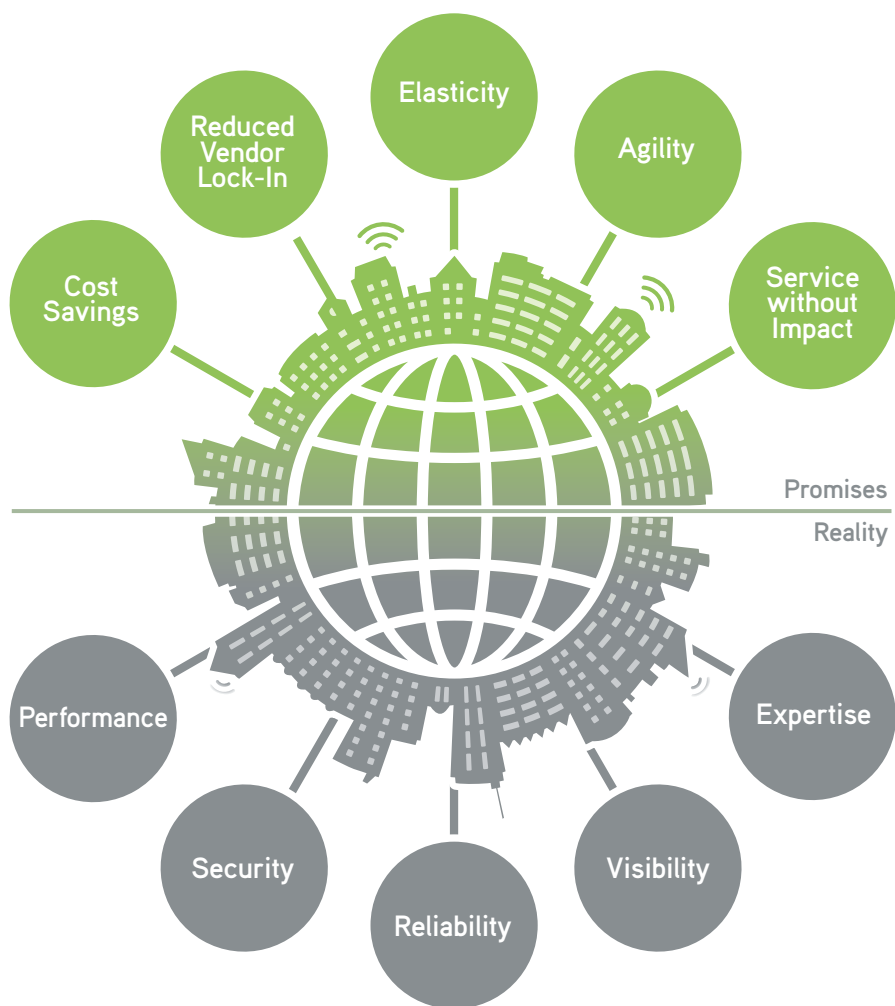 Elasticity
Reduced
Vendor
Lock-In
Agility
Cost
Savings
Service
without
Impact
Promises
Reality
Performance
Expertise
Security
Visibility
Reliability